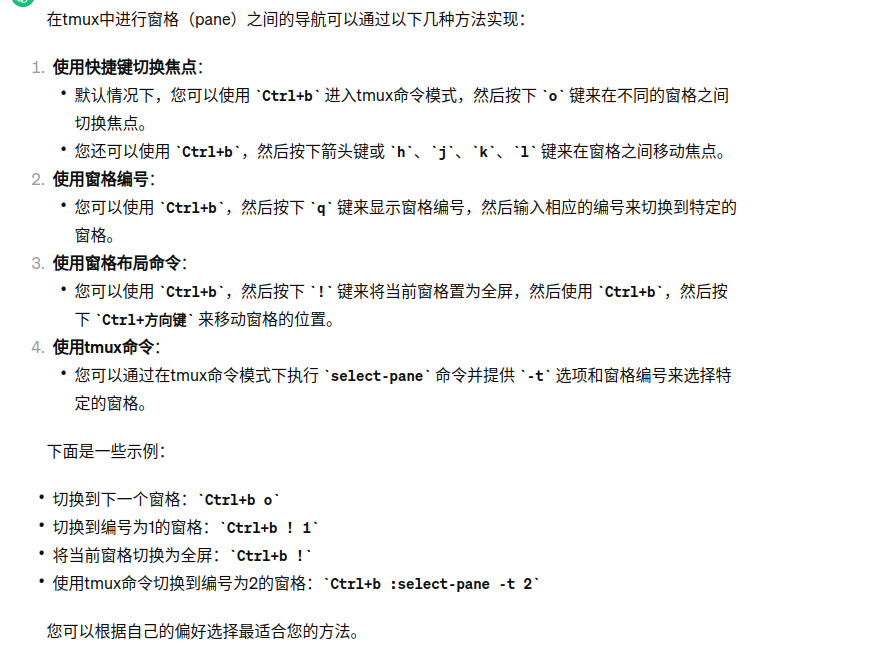 在tmux中进行窗格（pane）之间的导航可以通过以下几种方法实现：
1. 使用快捷键切换焦点：
• 默认情况下，您可以使用 `Ctrl+b` 进入tmux命令模式，然后按下 `o` 键来在不同的窗格之间
切换焦点。
• 您还可以使用 `Ctrl+b`，然后按下箭头键或 `h`、`j`、`k`、`l` 键来在窗格之间移动焦点。
2. 使用窗格编号：
• 您可以使用 `Ctrl+b`，然后按下 `q` 键来显示窗格编号，然后输入相应的编号来切换到特定的
窗格。
3. 使用窗格布局命令：
• 您可以使用 `Ctrl+b`，然后按下 `!` 键来将当前窗格置为全屏，然后使用 `Ctrl+b`，然后按
下 `Ctrl+方向键` 来移动窗格的位置。
4. 使用tmux命令：
• 您可以通过在tmux命令模式下执行 `select-pane` 命令并提供 `-t` 选项和窗格编号来选择特
定的窗格。
下面是一些示例：
• 切换到下一个窗格：`Ctrl+b o`
• 切换到编号为1的窗格：`Ctrl+b ! 1`
• 将当前窗格切换为全屏：`Ctrl+b !`
• 使用tmux命令切换到编号为2的窗格：`Ctrl+b :select-pane -t 2`
您可以根据自己的偏好选择最适合您的方法。